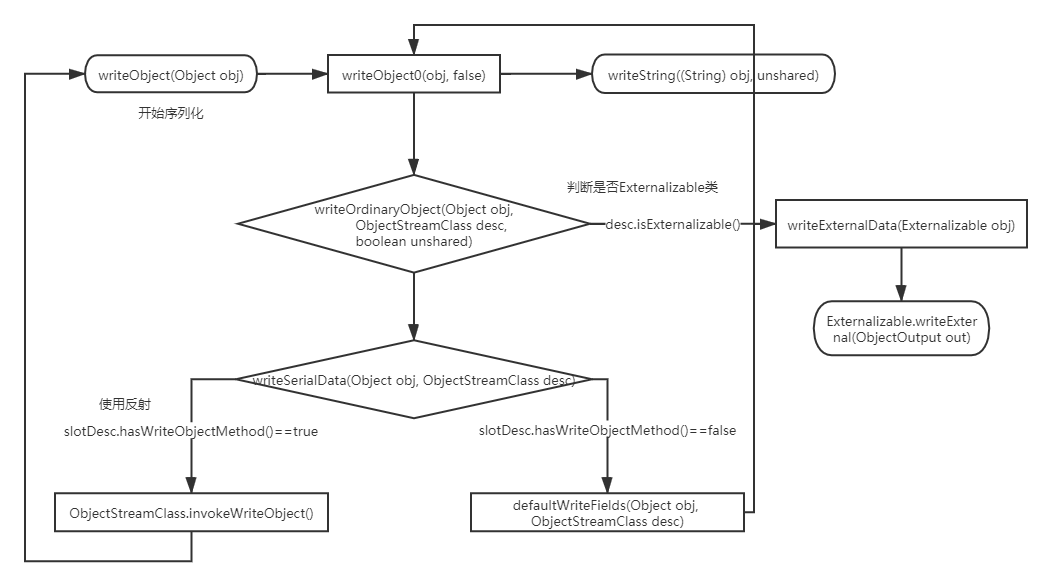 writeObject(Object obj)
writeObject0(obj, false)
writeString((String) obj, unshared)
开始序列化
判断是否Externalizable类
writeOrdinaryObject(Object obj,
ObjectStreamClass desc,
boolean unshared)
desc.isExternalizable()
writeExternalData(Externalizable obj)
Externalizable.writeExter
nal(ObjectOutput out)
writeSerialData(Object obj, ObjectStreamClass desc)
使用反射
slotDesc.hasWriteObjectMethod()==true
slotDesc.hasWriteObjectMethod()==false
ObjectStreamClass.invokeWriteObject()
defaultWriteFields(Object obj,
ObjectStreamClass desc)